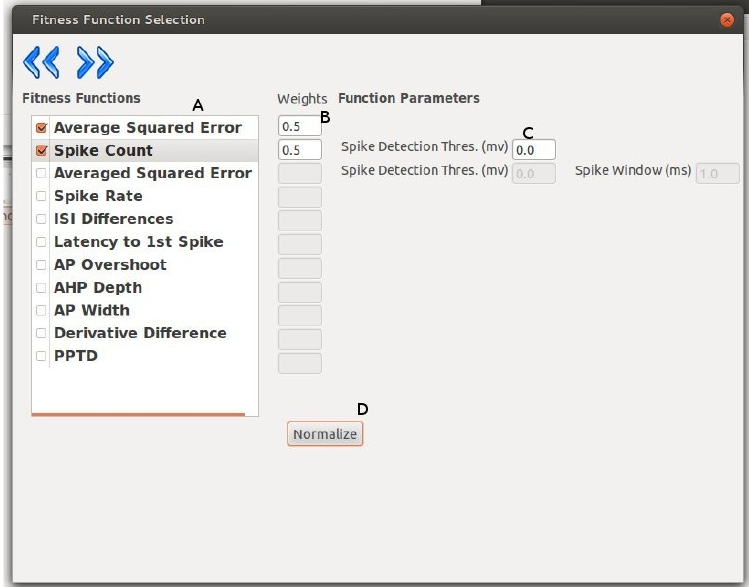 Fitness Function Selection
Fitness Functions
A
Weights
Function Parameters
B
C
Average Squared Error
0.5
Spike Count
0.5
Spike Detection Thres. (mv) 0.0
Averaged Squared Error
Spike Detection Thres. (mv) 0.0
Spike Window (ms) 1.0
Spike Rate
ISI Differences
Latency to 1st Spike
AP Overshoot
AHP Depth
AP Width
Derivative Difference
PPTD
D
Normalize